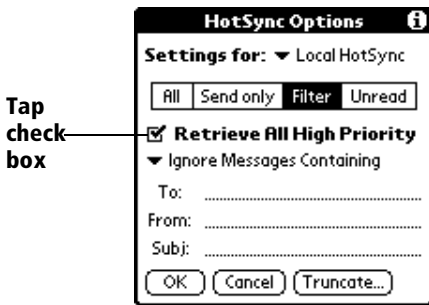 HotSync Options i
Settings for: Local HotSync
All Send only Filter Unread
Tap
check
box
Retrieve All High Priority
Ignore Messages Containing
To:
From:
Subj:
OK Cancel Truncate...